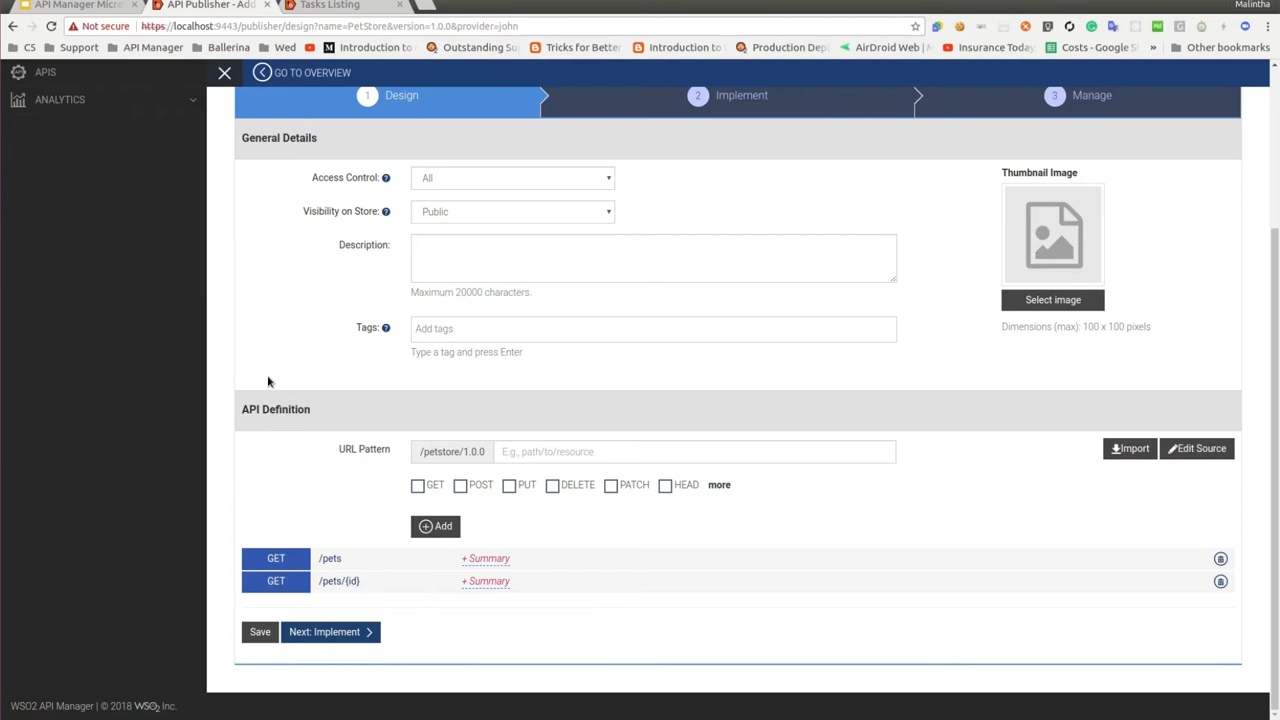 API Manager Micro
API Publisher - Add
Tasks Listing
Malintha
Not secure https://localhost:9443/publisher/design?name=PetStore&version=1.0.0&provider=john
C5 Support API Manager Ballerina Wed Introduction to Outstanding Su Tricks for Bette Introduction to Production Dep AirDroid Web Insurance Today Costs - Google S » Other bookmarks
APIS
GO TO OVERVIEW
ANALYTICS
1 Design
2 Implement
3 Manage
General Details
Access Control: All
Thumbnail Image
Visibility on Store: Public
Description:
Maximum 20000 characters.
Select image
Tags: Add tags
Dimensions (max): 100 x 100 pixels
Type a tag and press Enter
API Definition
URL Pattern /petstore/1.0.0 E.g., path/to/resource
Import Edit Source
GET POST PUT DELETE PATCH HEAD more
Add
GET /pets + Summary
GET /pets/{id} + Summary
Save Next: Implement
WSO2 API Manager | © 2018 WSO2 Inc.